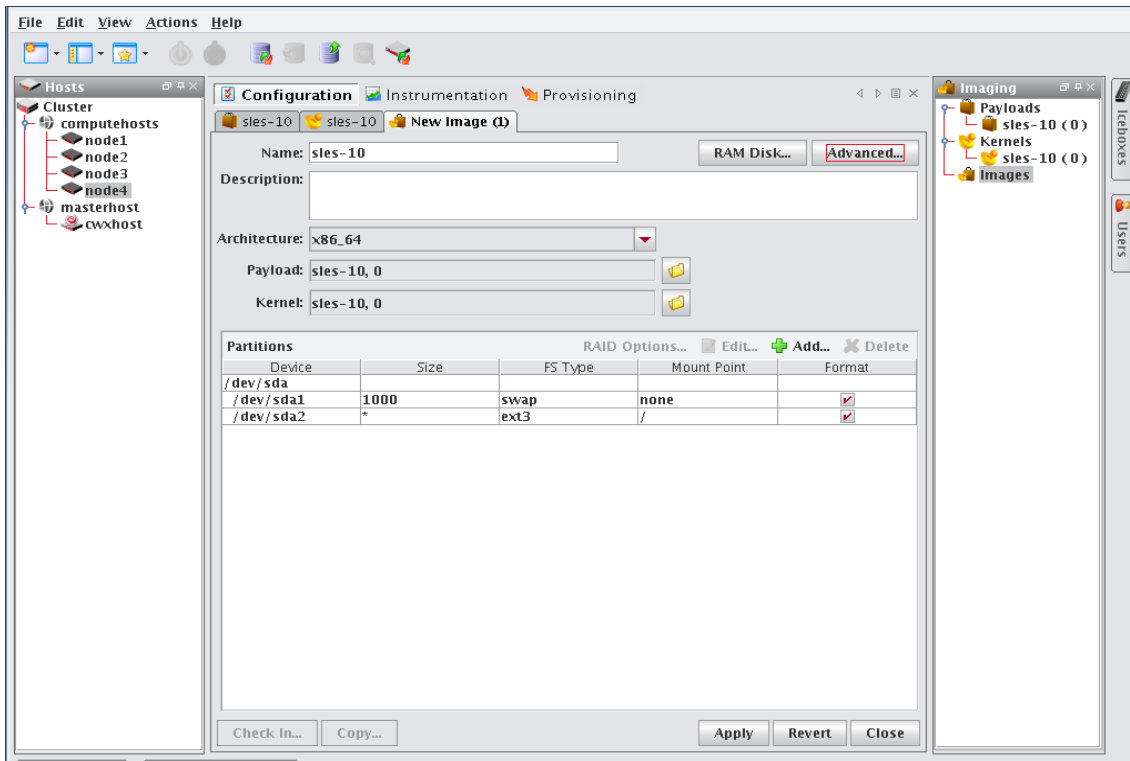 File Edit View Actions Help
Hosts
Cluster
computehosts
node1
node2
node3
node4
masterhost
cwxhost
Configuration Instrumentation Provisioning
sles-10 sles-10 New Image (1)
Name: sles-10 RAM Disk... Advanced...
Description:
Architecture: x86_64
Payload: sles-10, 0
Kernel: sles-10, 0
Partitions RAID Options... Edit... Add... Delete
Device Size FS Type Mount Point Format
/dev/sda
/dev/sda1 1000 swap none
/dev/sda2 * ext3 /
Check In... Copy... Apply Revert Close
Imaging
Payloads
sles-10 (0)
Kernels
sles-10 (0)
Images
Iceboxes
Users